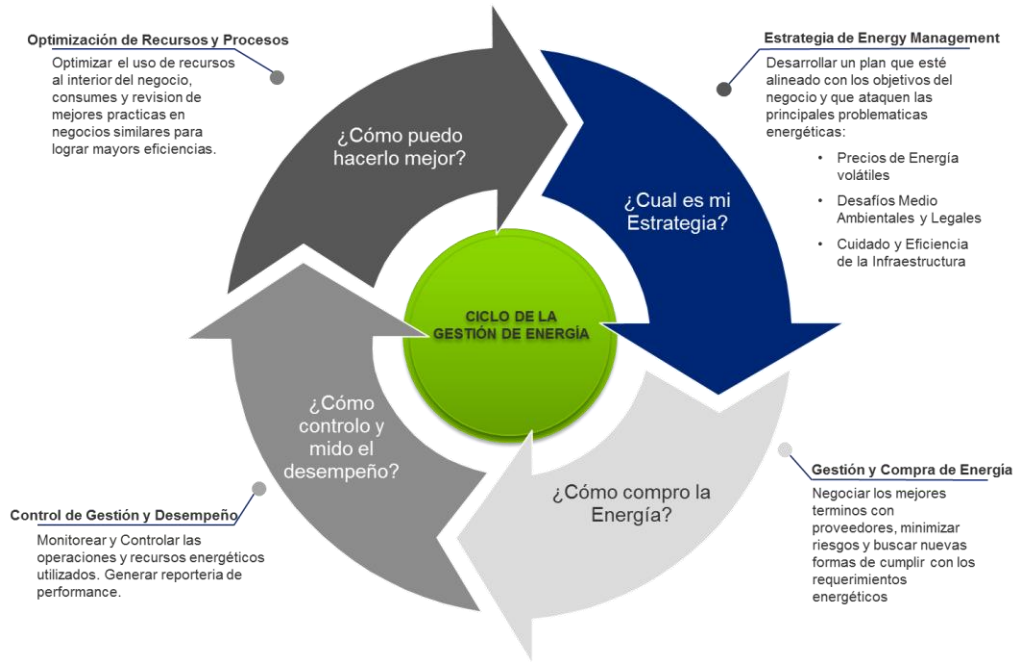 Optimización de Recursos y Procesos
Optimizar el uso de recursos
al interior del negocio,
consumes y revision de
mejores practicas en
negocios similares para
lograr mayors eficiencias.
¿Cómo puedo
hacerlo mejor?
Estrategia de Energy Management
Desarrollar un plan que esté
alineado con los objetivos del
negocio y que ataquen las
principales problematicas
energéticas:
• Precios de Energía
volátiles
• Desafíos Medio
Ambientales y Legales
• Cuidado y Eficiencia
de la Infraestructura
¿Cual es mi
Estrategia?
CICLO DE LA
GESTIÓN DE ENERGÍA
¿Cómo
controlo y
mido el
desempeño?
¿Cómo compro la
Energía?
Gestión y Compra de Energía
Negociar los mejores
terminos con
proveedores, minimizar
riesgos y buscar nuevas
formas de cumplir con los
requerimientos
energéticos
Control de Gestión y Desempeño
Monitorear y Controlar las
operaciones y recursos energéticos
utilizados. Generar reporteria de
performance.